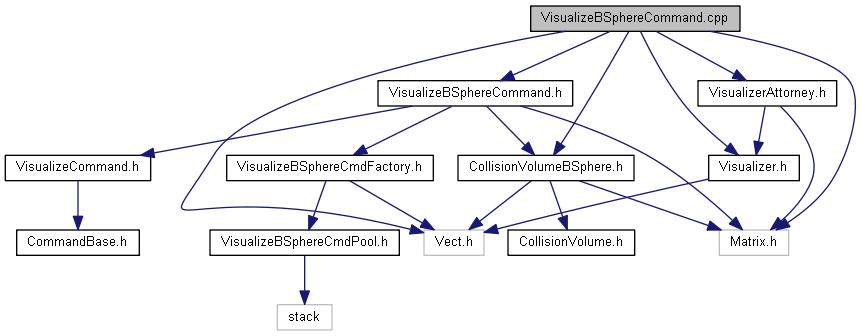 VisualizeBSphereCommand.cpp
VisualizeBSphereCommand.h
VisualizerAttorney.h
VisualizeCommand.h
VisualizeBSphereCmdFactory.h
CollisionVolumeBSphere.h
Visualizer.h
CommandBase.h
VisualizeBSphereCmdPool.h
Vect.h
CollisionVolume.h
Matrix.h
stack